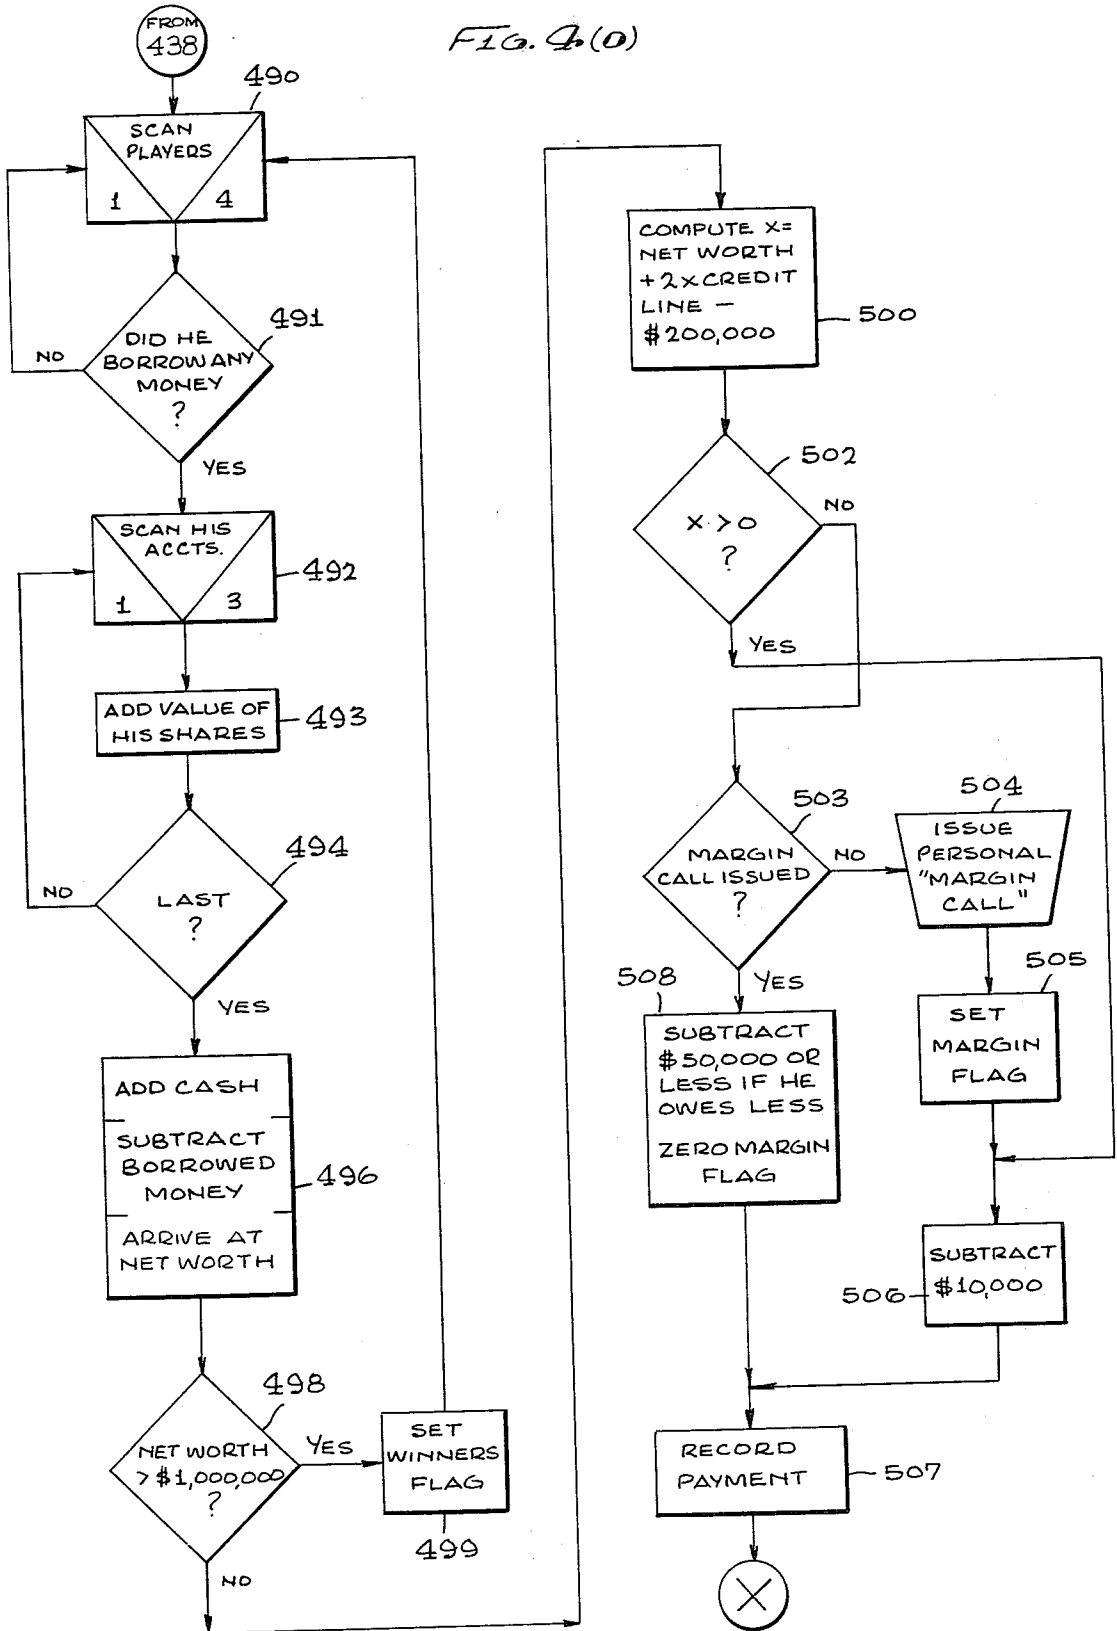 FIG. 4(O)
FROM
438
490
SCAN
PLAYERS
1
4
491
DID HE
BORROW ANY
MONEY
?
NO
YES
SCAN HIS
ACCTS.
1
3
492
ADD VALUE OF
HIS SHARES
493
494
LAST
?
NO
YES
ADD CASH
SUBTRACT
BORROWED
MONEY
ARRIVE AT
NET WORTH
496
498
NET WORTH
> $1,000,000
?
YES
NO
SET
WINNERS
FLAG
499
COMPUTE X=
NET WORTH
+2 x CREDIT
LINE —
$200,000
500
502
X > 0
?
NO
YES
503
MARGIN
CALL ISSUED
?
NO
YES
504
ISSUE
PERSONAL
"MARGIN
CALL"
505
SET
MARGIN
FLAG
508
SUBTRACT
$50,000 OR
LESS IF HE
OWES LESS
ZERO MARGIN
FLAG
SUBTRACT
$10,000
506
RECORD
PAYMENT
507
X